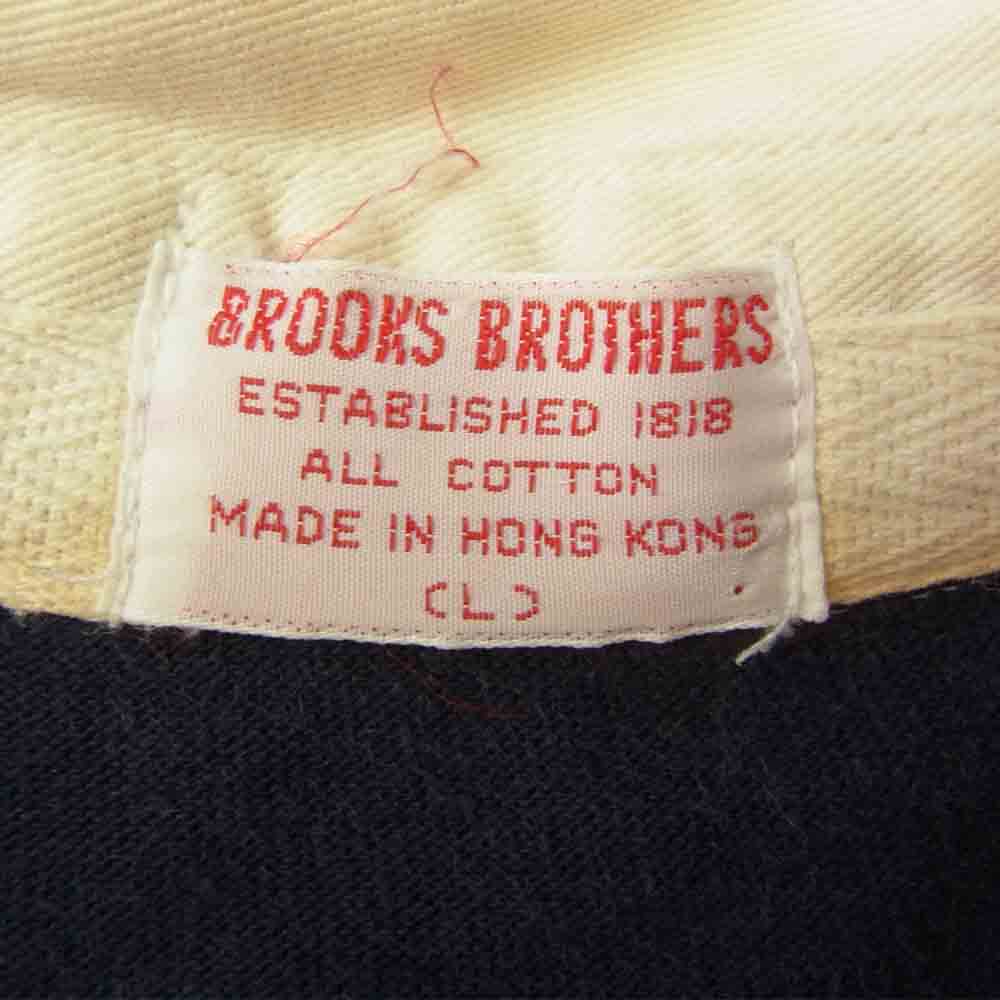 BROOKS BROTHERS
ESTABLISHED 1818
ALL COTTON
MADE IN HONG KONG
(L)